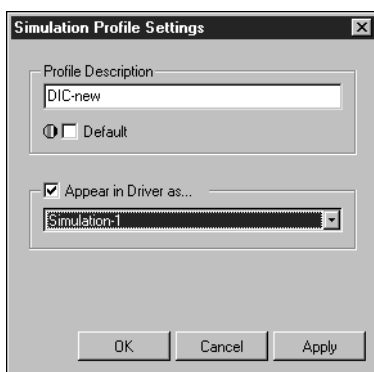 Simulation Profile Settings
Profile Description
DIC-new
Default
Appear in Driver as...
Simulation-1
OK
Cancel
Apply